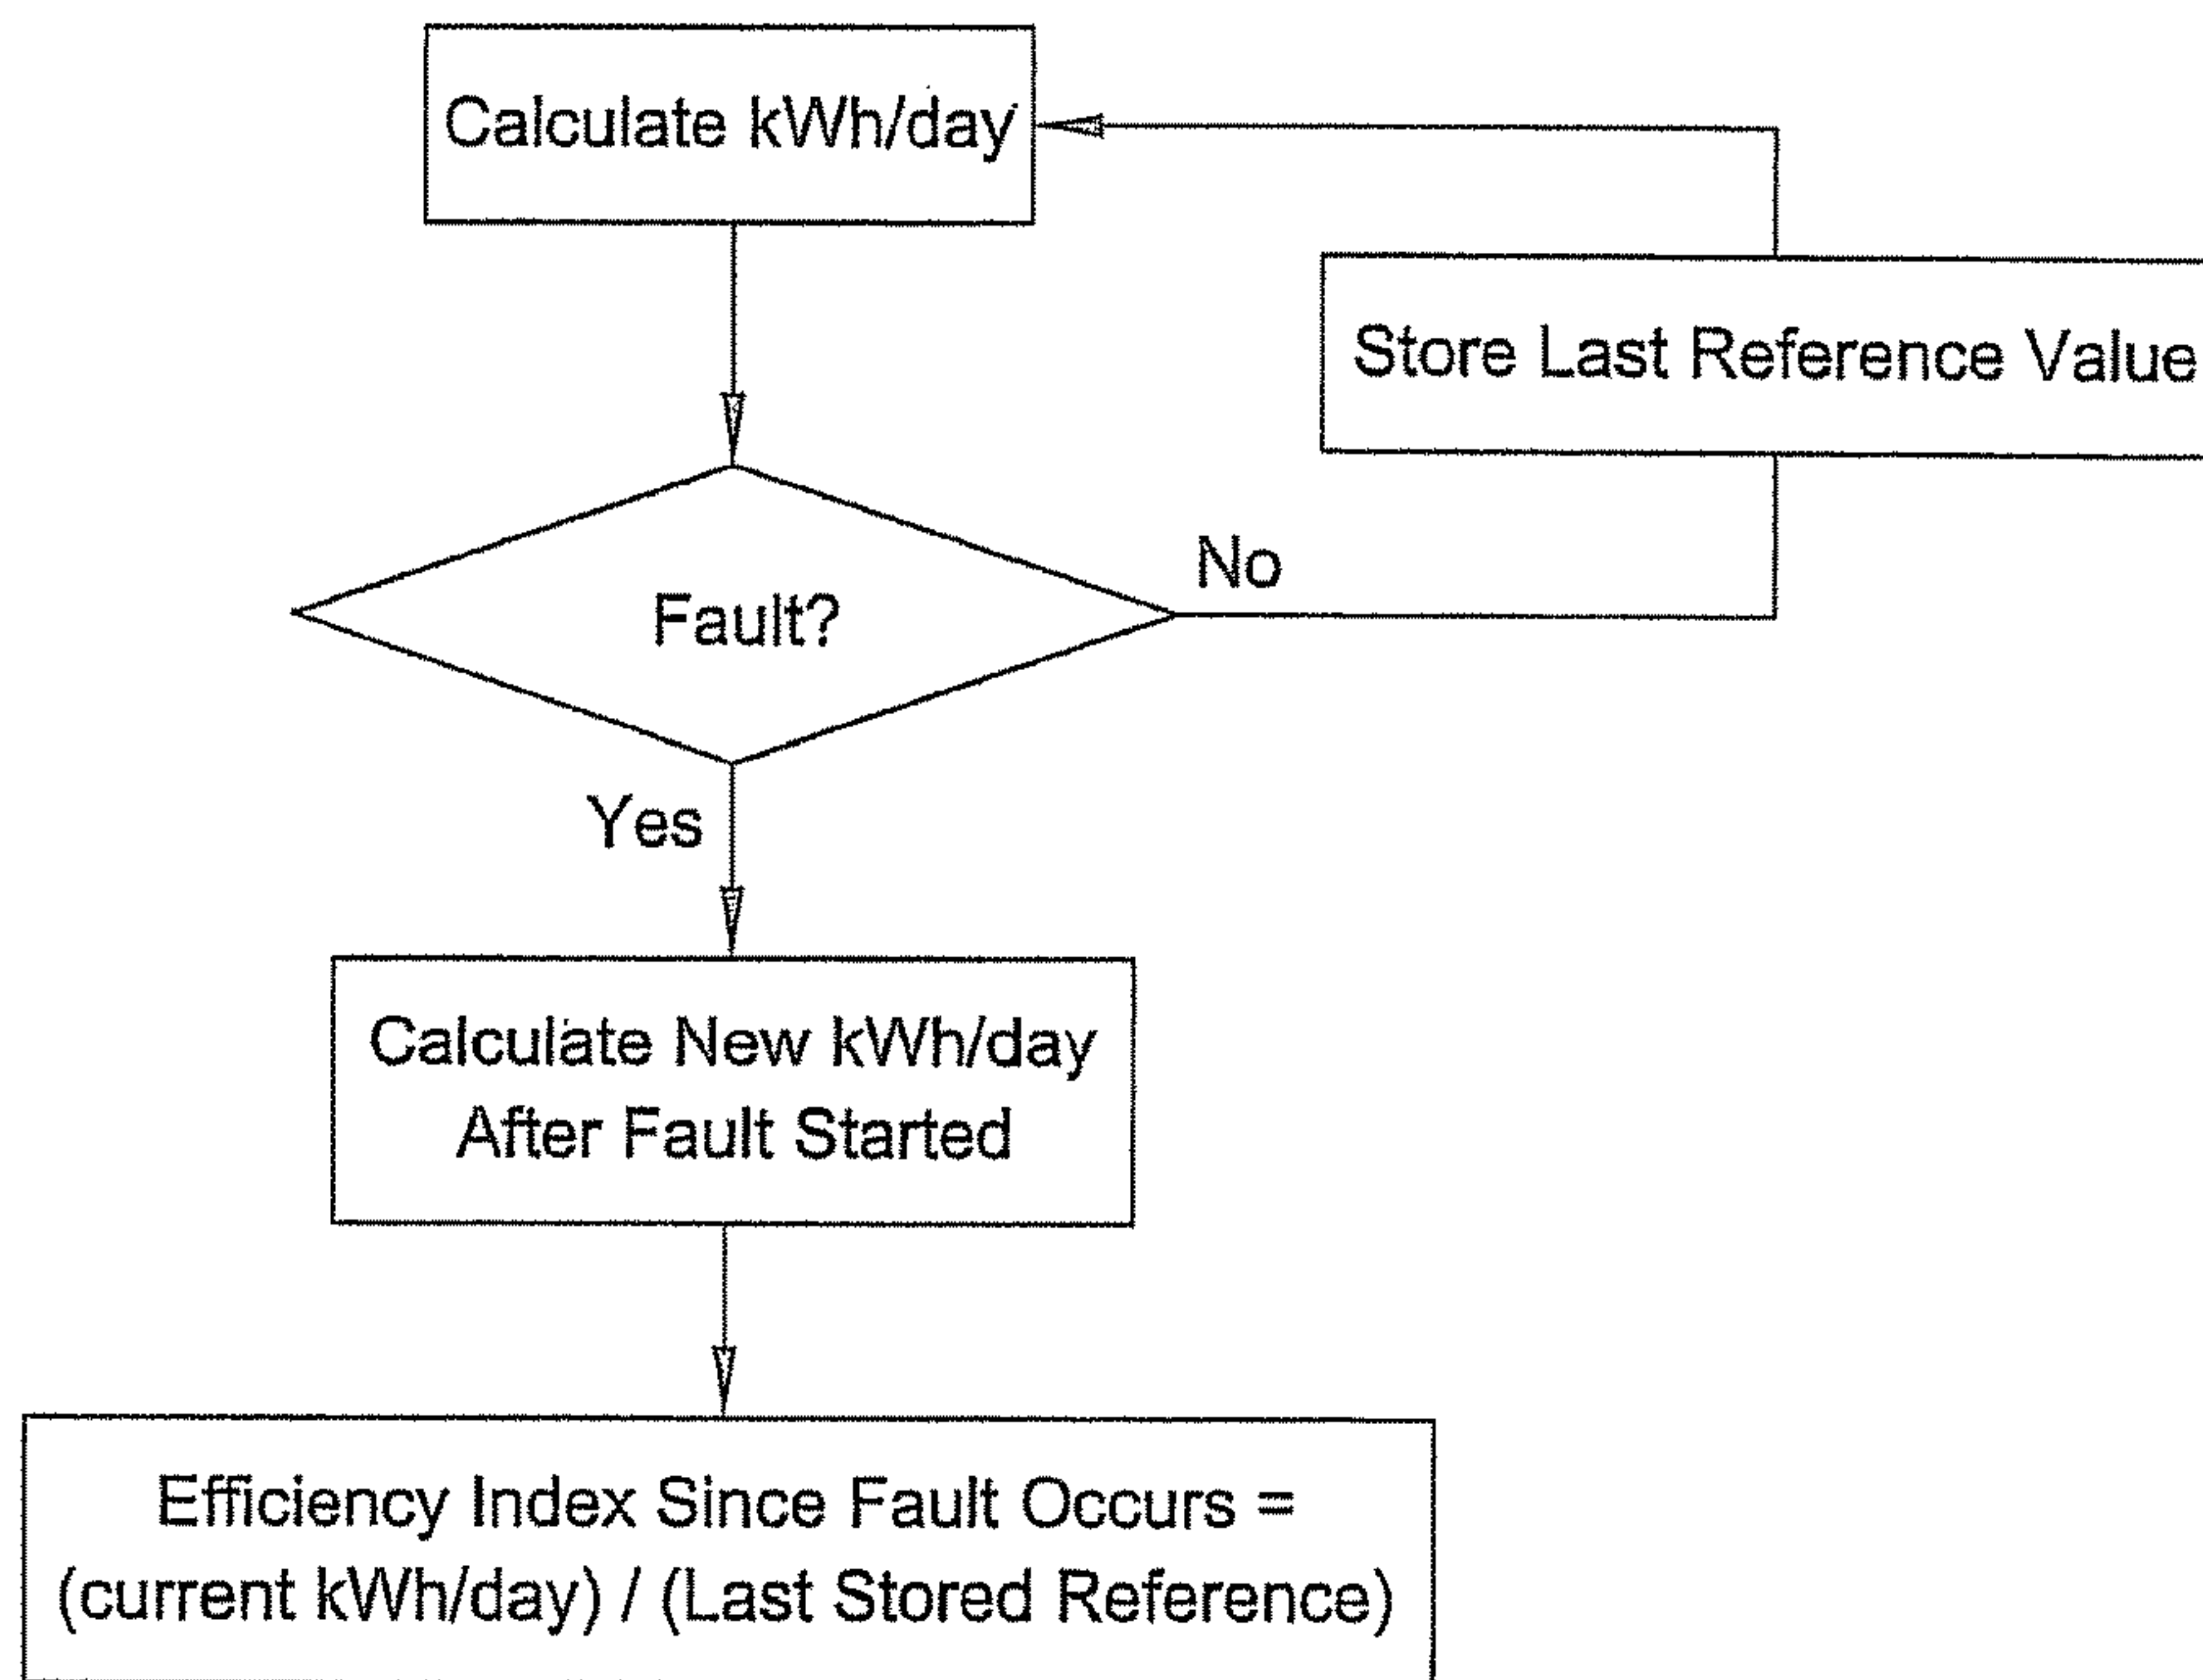 Calculate kWh/day
Store Last Reference Value
No
Fault?
Yes
Calculate New kWh/day
After Fault Started
Efficiency Index Since Fault Occurs =
(current kWh/day) / (Last Stored Reference)